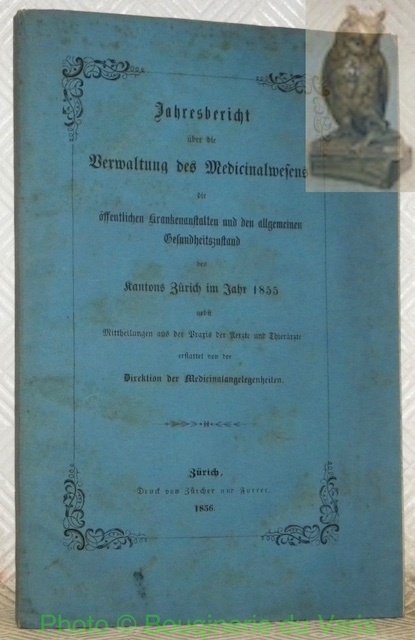 Jahresbericht
über die
Verwaltung des Medicinalwesens
die
öffentlichen Krankenanstalten und den allgemeinen
Gesundheitszustand
des
Kantons Zürich im Jahr 1855
nebst
Mittheilungen aus der Praxis der Aerzte und Thierärzte
erstattet von der
Direktion der Medicinalangelegenheiten.
Zürich,
Druck von Zürcher und Furrer.
1856
Photo © Bouquinerie du Varis